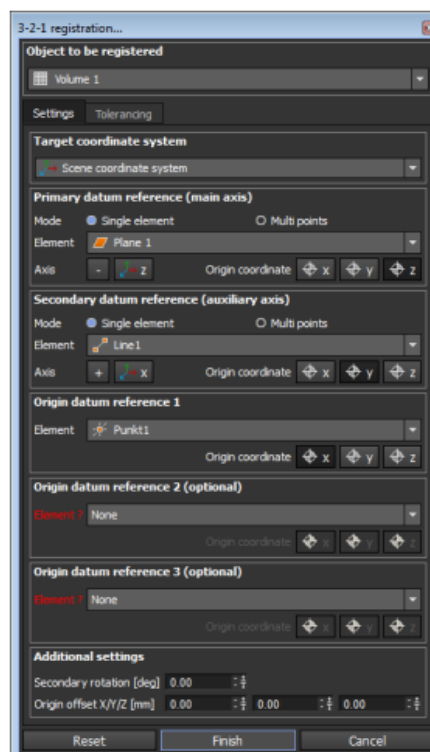 3-2-1 registration...
Object to be registered
Volume 1
Settings Tolerancing
Target coordinate system
Scene coordinate system
Primary datum reference (main axis)
Mode Single element Multi points
Element Plane 1
Axis - z Origin coordinate x y z
Secondary datum reference (auxiliary axis)
Mode Single element Multi points
Element Line1
Axis + x Origin coordinate x y z
Origin datum reference 1
Element Punkt1
Origin coordinate x y z
Origin datum reference 2 (optional)
Element ? None
Origin coordinate x y z
Origin datum reference 3 (optional)
Element ? None
Origin coordinate x y z
Additional settings
Secondary rotation [deg] 0.00
Origin offset X/Y/Z [mm] 0.00 0.00 0.00
Reset Finish Cancel